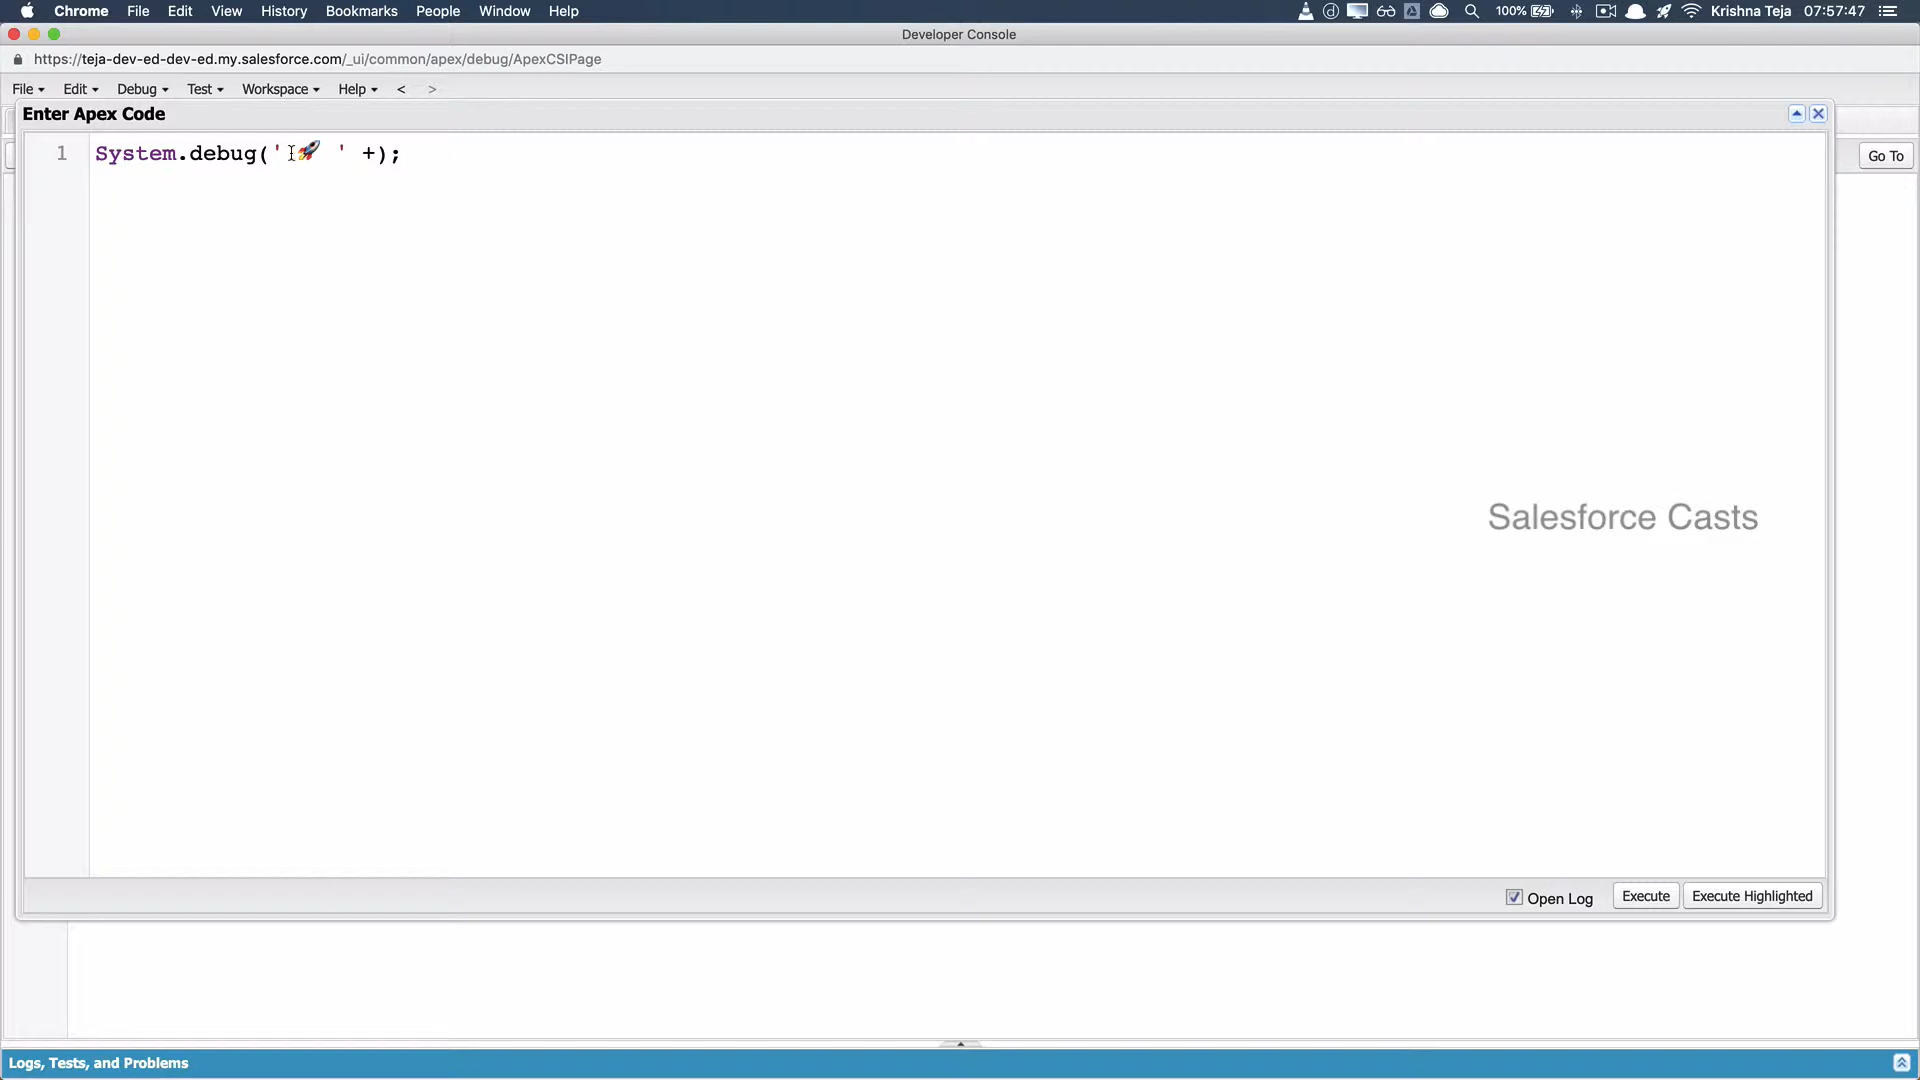 Chrome File Edit View History Bookmarks People Window Help 100% Krishna Teja 07:57:47
Developer Console
https://teja-dev-ed-dev-ed.my.salesforce.com/_ui/common/apex/debug/ApexCSIPage
File Edit Debug Test Workspace Help < >
Enter Apex Code
1 System.debug(' 🚀 ' +);
Go To
Salesforce Casts
Open Log Execute Execute Highlighted
Logs, Tests, and Problems